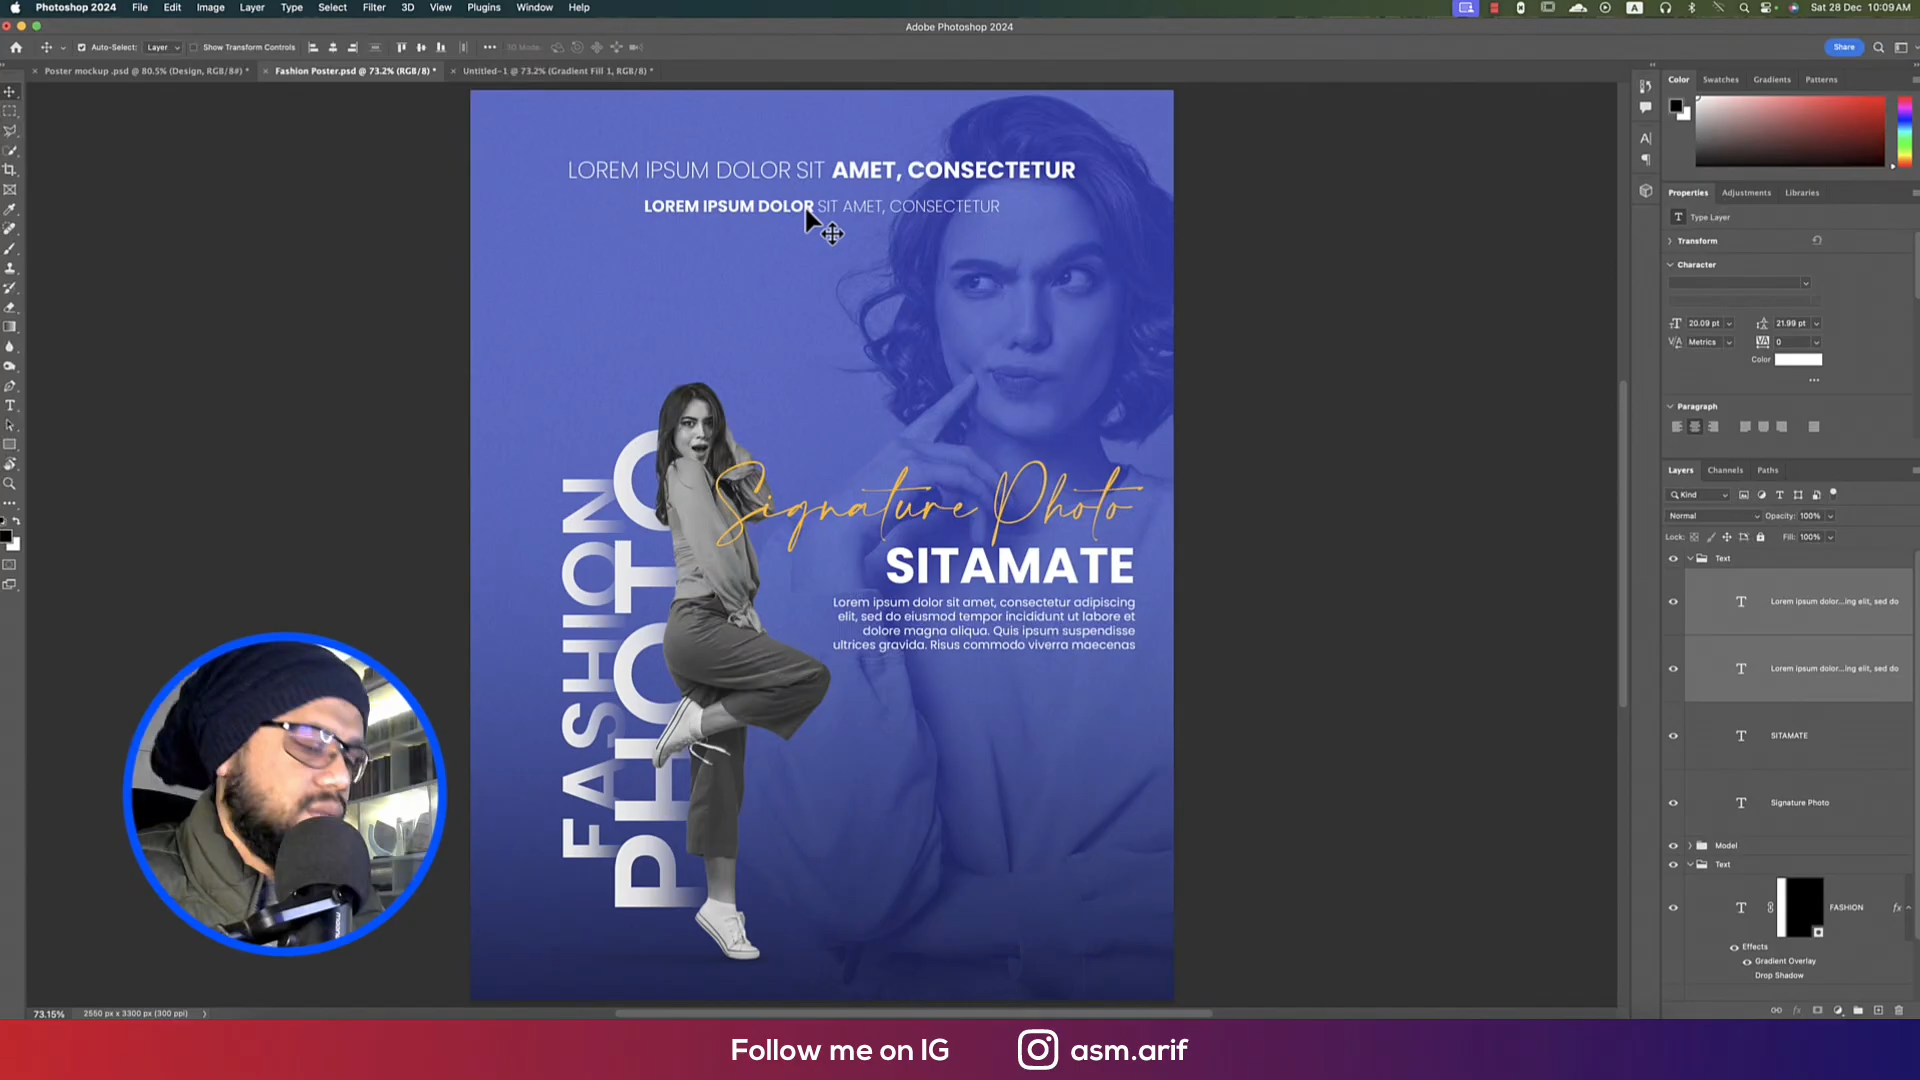 Photoshop 2024 File Edit Image Layer Type Select Filter 3D View Plugins Window Help
Sat 28 Dec 10:09 AM
Adobe Photoshop 2024
Auto-Select: Layer Show Transform Controls
3D Mode:
Share
Poster mockup .psd @ 80.5% (Design, RGB/8#) *
Fashion Poster.psd @ 73.2% (RGB/8) *
Untitled-1 @ 73.2% (Gradient Fill 1, RGB/8) *
LOREM IPSUM DOLOR SIT AMET, CONSECTETUR
LOREM IPSUM DOLOR SIT AMET, CONSECTETUR
FASHION
PHOTO
Signature Photo
SITAMATE
Lorem ipsum dolor sit amet, consectetur adipiscing
elit, sed do eiusmod tempor incididunt ut labore et
dolore magna aliqua. Quis ipsum suspendisse
ultrices gravida. Risus commodo viverra maecenas
Color Swatches Gradients Patterns
Properties Adjustments Libraries
T Type Layer
Transform
Character
20.09 pt 21.99 pt
Metrics 0
Color
Paragraph
Layers Channels Paths
Kind
Normal Opacity: 100%
Lock: Fill: 100%
Text
T Lorem ipsum dolor...ing elit, sed do
T Lorem ipsum dolor...ing elit, sed do
T SITAMATE
T Signature Photo
Model
Text
T FASHION fx
Effects
Gradient Overlay
Drop Shadow
73.15% 2550 px x 3300 px (300 ppi)
Follow me on IG asm.arif